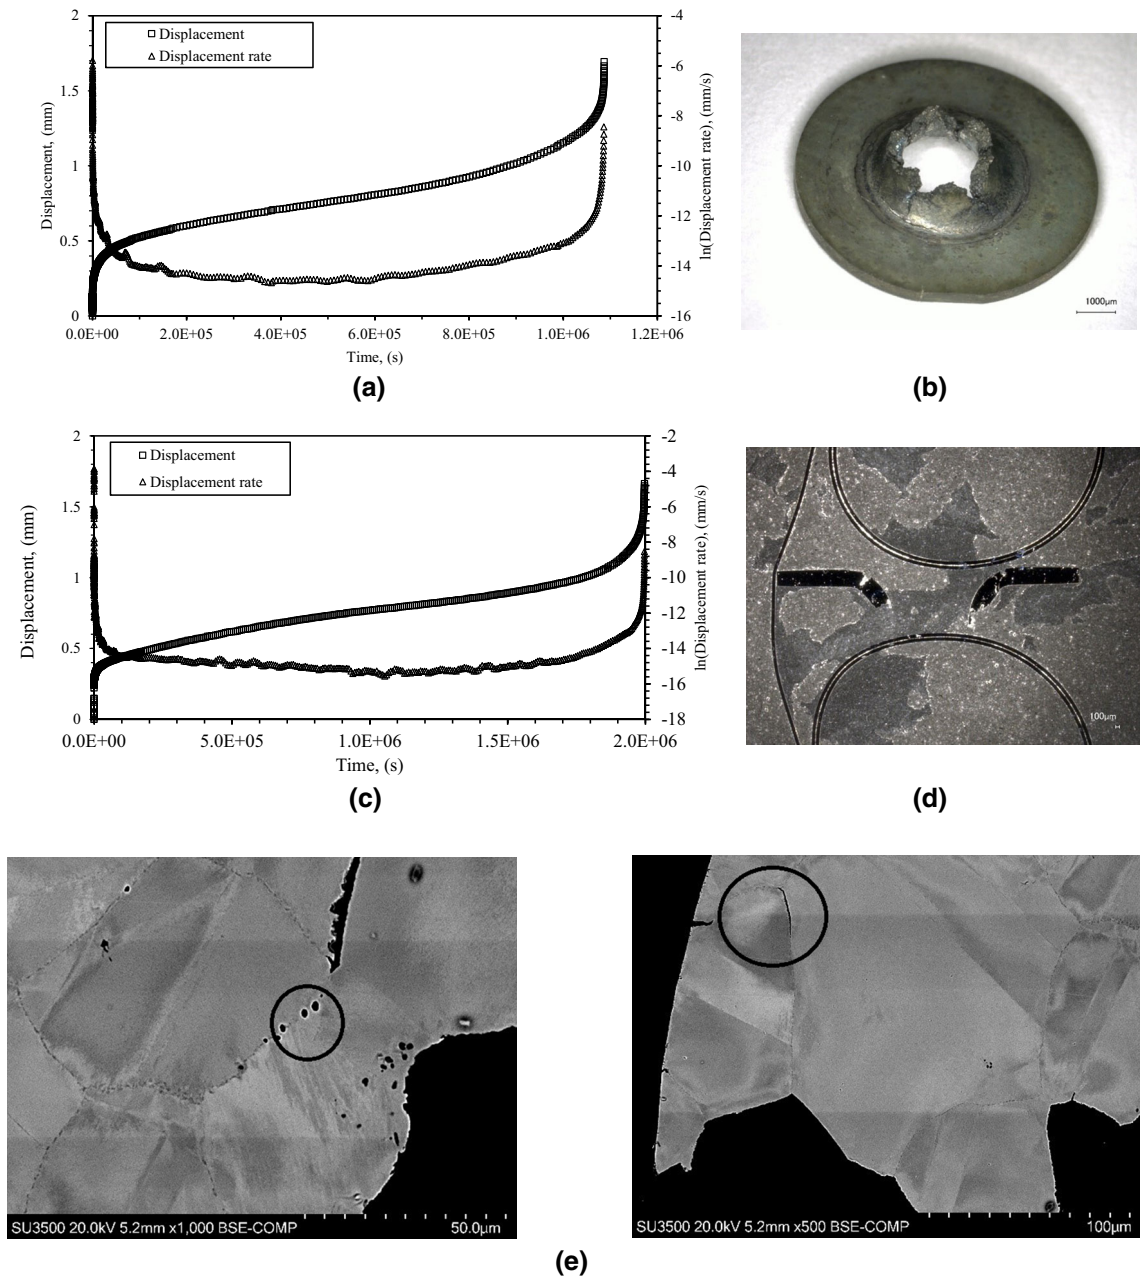 2
1.5
1
0.5
0
Displacement, (mm)
Displacement
Displacement rate
-4
-6
-8
-10
-12
-14
-16
ln(Displacement rate), (mm/s)
0.0E+00 2.0E+05 4.0E+05 6.0E+05 8.0E+05 1.0E+06 1.2E+06
Time, (s)
(a)
1000µm
(b)
2
1.5
1
0.5
0
Displacement, (mm)
Displacement
Displacement rate
-2
-4
-6
-8
-10
-12
-14
-16
-18
ln(Displacement rate), (mm/s)
0.0E+00 5.0E+05 1.0E+06 1.5E+06 2.0E+06
Time, (s)
(c)
100µm
(d)
SU3500 20.0kV 5.2mm x1,000 BSE-COMP 50.0µm
SU3500 20.0kV 5.2mm x500 BSE-COMP 100µm
(e)